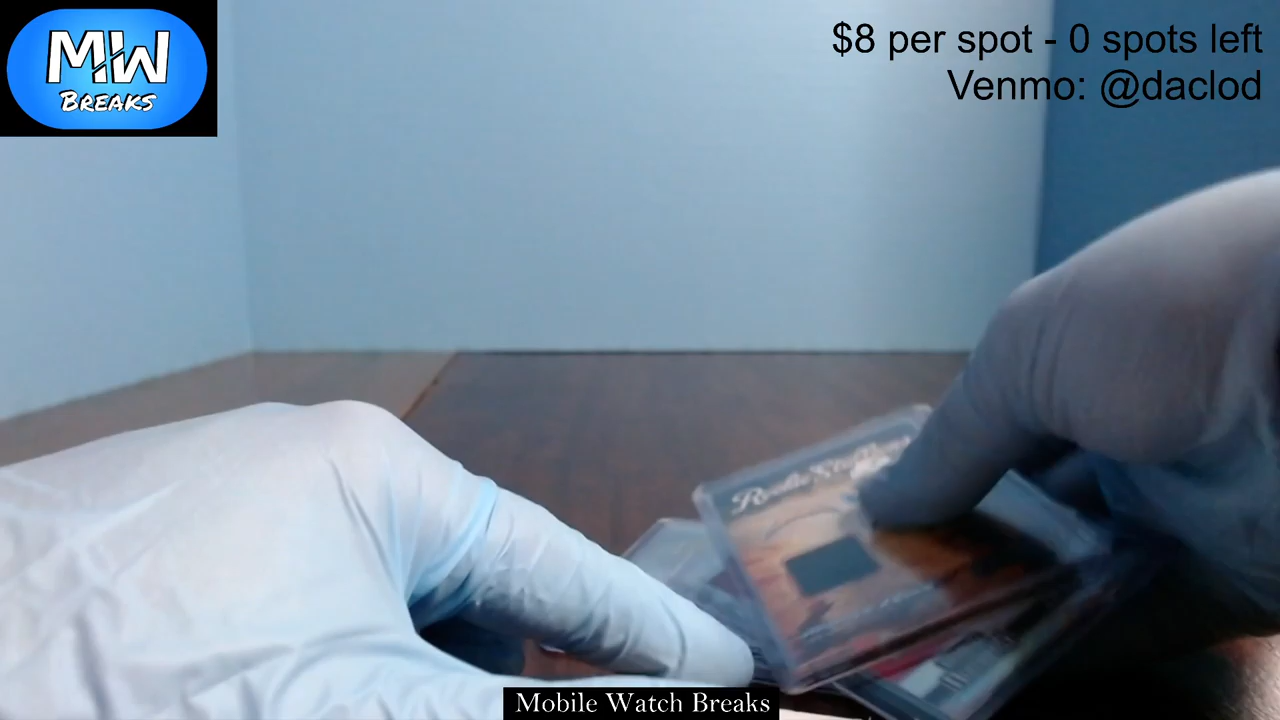 MW
BREAKS
$8 per spot - 0 spots left
Venmo: @daclod
Mobile Watch Breaks